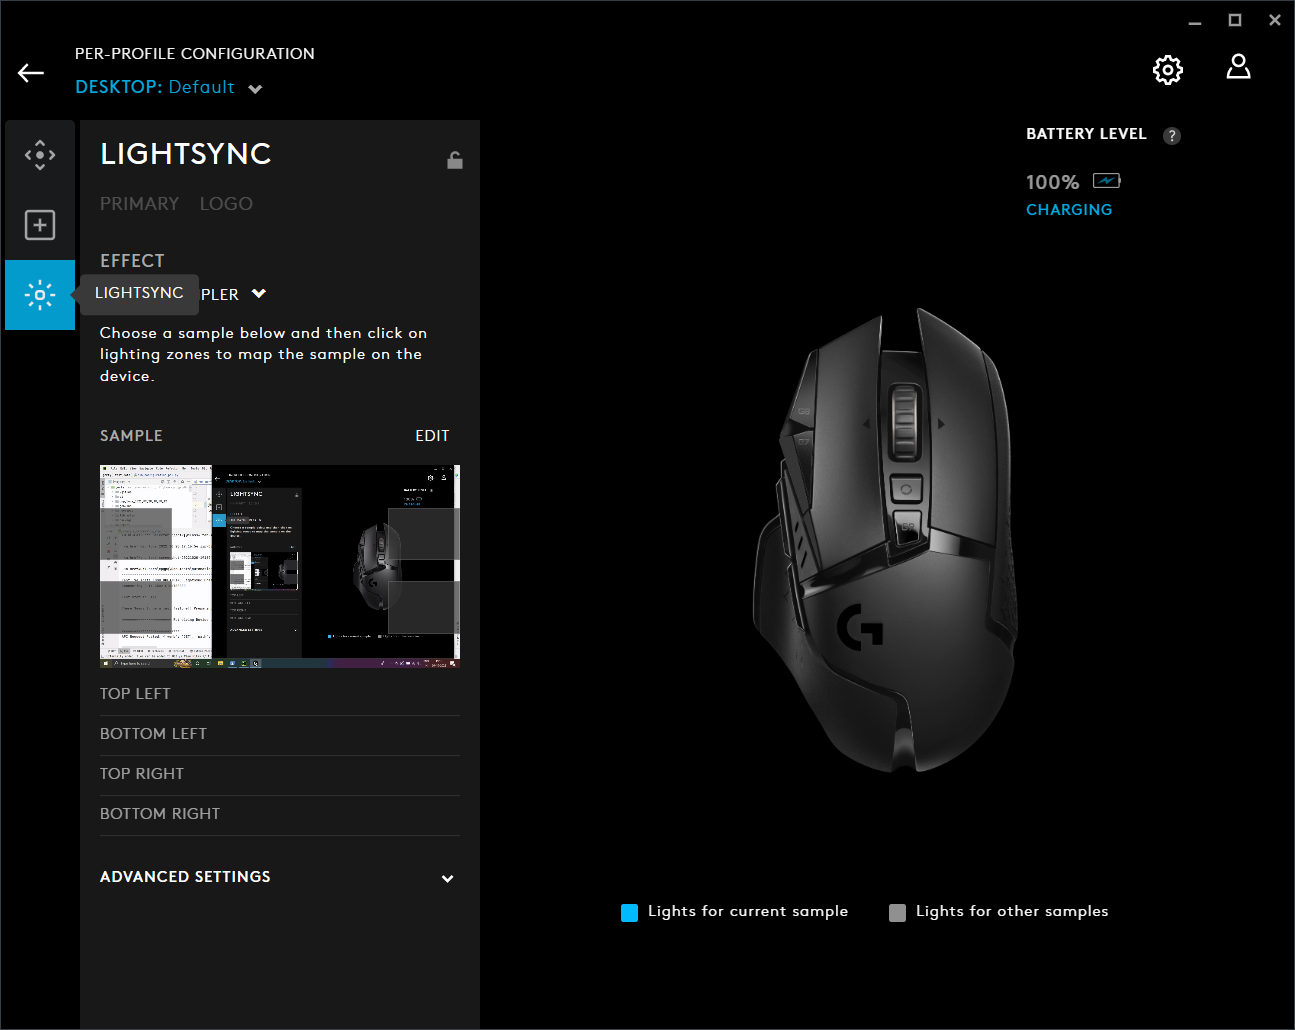 PER-PROFILE CONFIGURATION
DESKTOP: Default
LIGHTSYNC
PRIMARY LOGO
EFFECT
LIGHTSYNC
PLER
Choose a sample below and then click on
lighting zones to map the sample on the
device.
SAMPLE EDIT
TOP LEFT
BOTTOM LEFT
TOP RIGHT
BOTTOM RIGHT
ADVANCED SETTINGS
BATTERY LEVEL ?
100%
CHARGING
G8
G7
Lights for current sample
Lights for other samples